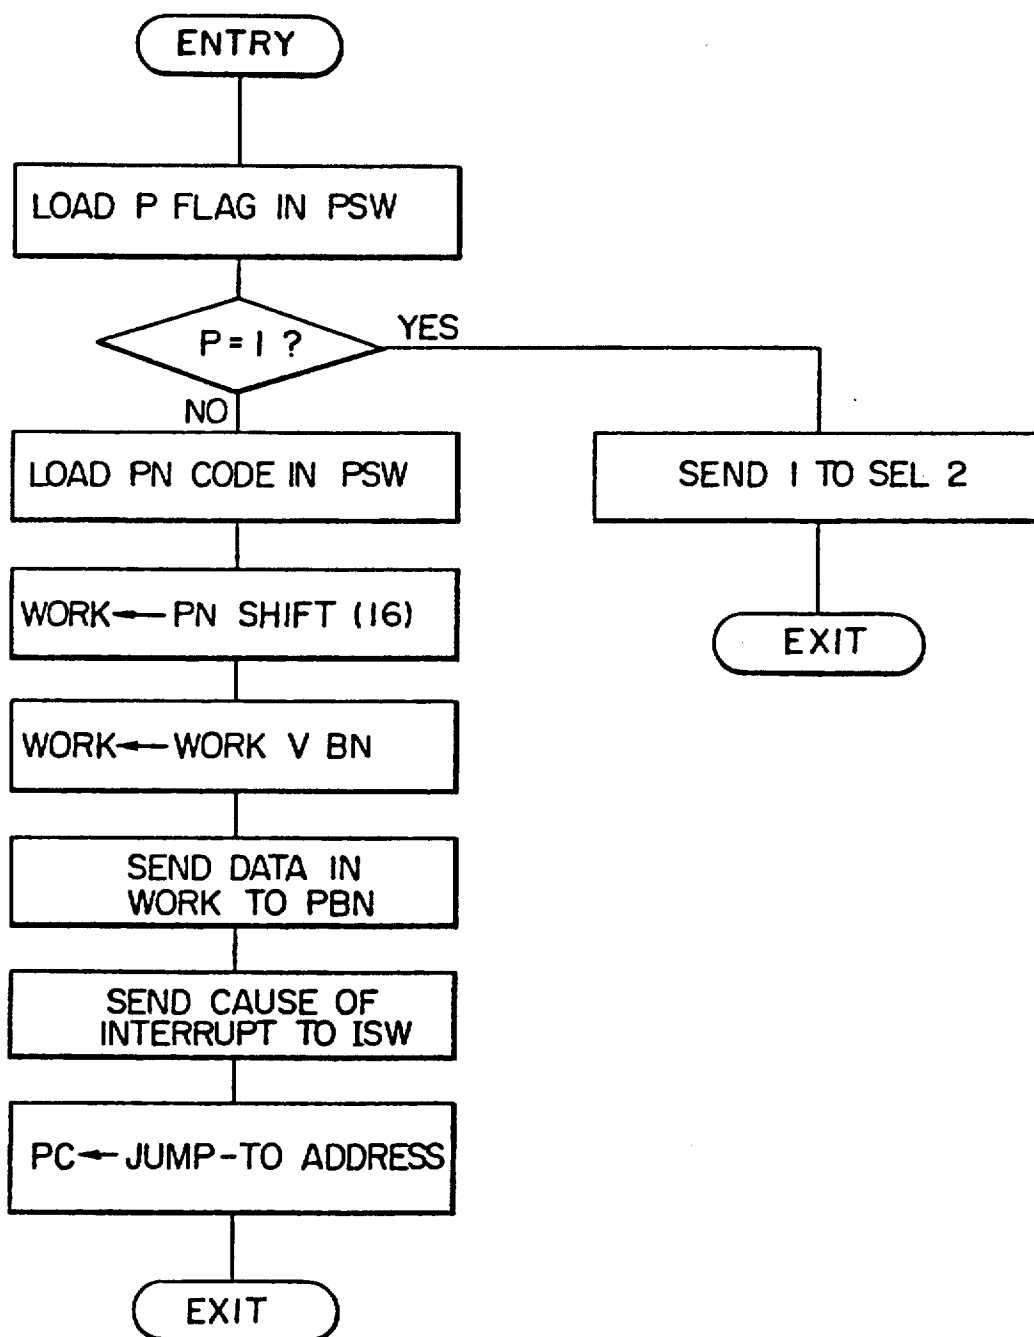 ENTRY
LOAD P FLAG IN PSW
P = 1 ?
YES
NO
LOAD PN CODE IN PSW
SEND 1 TO SEL 2
WORK ← PN SHIFT (16)
EXIT
WORK ← WORK V BN
SEND DATA IN
WORK TO PBN
SEND CAUSE OF
INTERRUPT TO ISW
PC ← JUMP-TO ADDRESS
EXIT